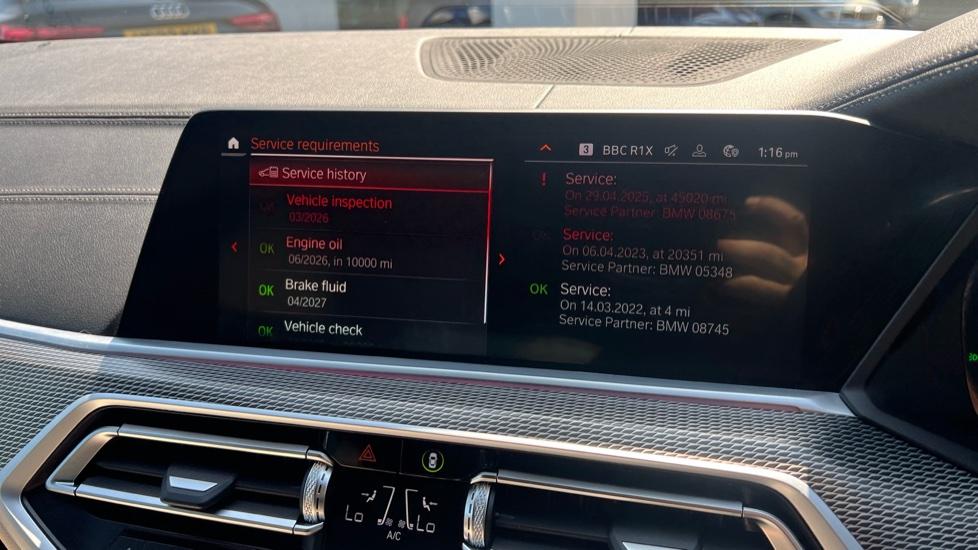 Service requirements
3 BBC R1X 1:16 pm
Service history
Vehicle inspection
03/2026
OK Engine oil
06/2026, in 10000 mi
OK Brake fluid
04/2027
OK Vehicle check
! Service:
On 29.04.2025, at 45020 mi
Service Partner: BMW 08675
OK Service:
On 06.04.2023, at 20351 mi
Service Partner: BMW 05348
OK Service:
On 14.03.2022, at 4 mi
Service Partner: BMW 08745
Lo Lo
A/C